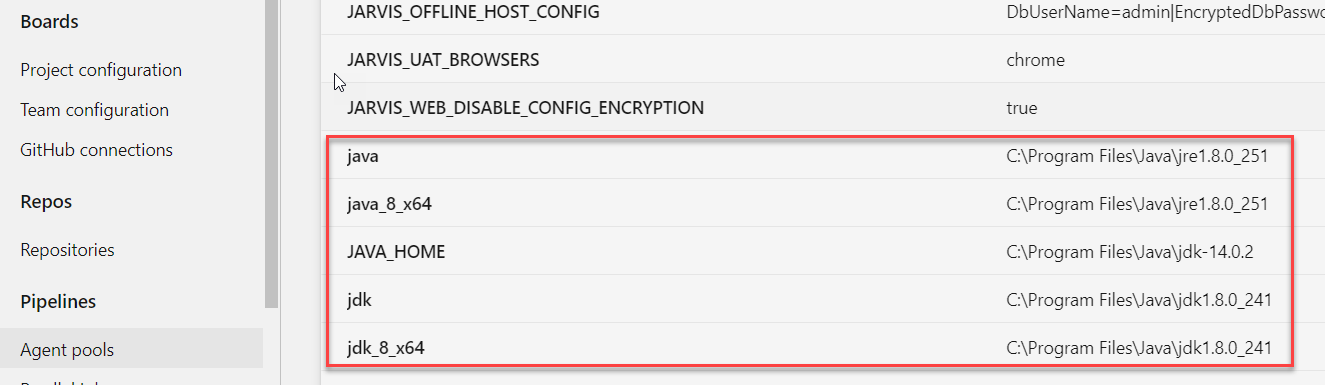 Boards
Project configuration
Team configuration
GitHub connections
Repos
Repositories
Pipelines
Agent pools
JARVIS_OFFLINE_HOST_CONFIG DbUserName=admin|EncryptedDbPassw
JARVIS_UAT_BROWSERS chrome
JARVIS_WEB_DISABLE_CONFIG_ENCRYPTION true
java C:\Program Files\Java\jre1.8.0_251
java_8_x64 C:\Program Files\Java\jre1.8.0_251
JAVA_HOME C:\Program Files\Java\jdk-14.0.2
jdk C:\Program Files\Java\jdk1.8.0_241
jdk_8_x64 C:\Program Files\Java\jdk1.8.0_241